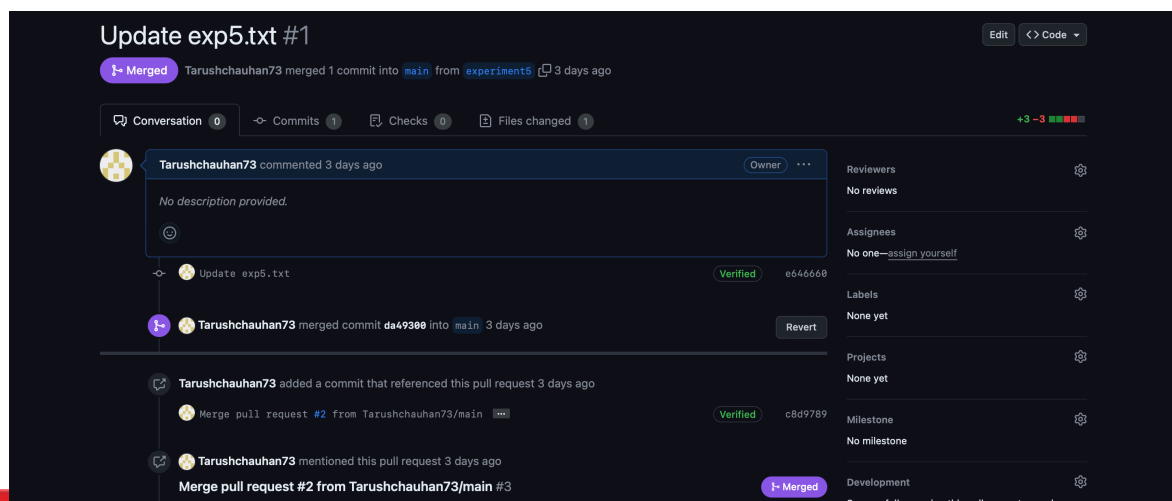 Update exp5.txt #1
Edit
<> Code
Merged
Tarushchauhan73 merged 1 commit into main from experiment5 3 days ago
Conversation 0
Commits 1
Checks 0
Files changed 1
+3 −3
Tarushchauhan73 commented 3 days ago
Owner
No description provided.
Update exp5.txt
Verified
e646660
Tarushchauhan73 merged commit da49300 into main 3 days ago
Revert
Tarushchauhan73 added a commit that referenced this pull request 3 days ago
Merge pull request #2 from Tarushchauhan73/main
Verified
c8d9789
Tarushchauhan73 mentioned this pull request 3 days ago
Merge pull request #2 from Tarushchauhan73/main #3
Merged
Reviewers
No reviews
Assignees
No one—assign yourself
Labels
None yet
Projects
None yet
Milestone
No milestone
Development